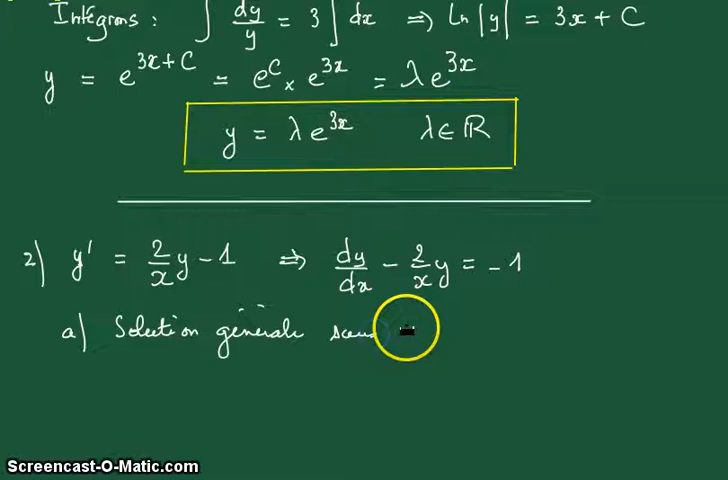 Intégrons : ∫ dy/y = 3 ∫ dx ⇒ ln |y| = 3x + C
y = e^{3x+C} = e^C × e^{3x} = λe^{3x}
y = λe^{3x} λ ∈ ℝ
2) y' = 2/x y - 1 ⇒ dy/dx - 2/x y = -1
a) Solution générale
Screencast-O-Matic.com